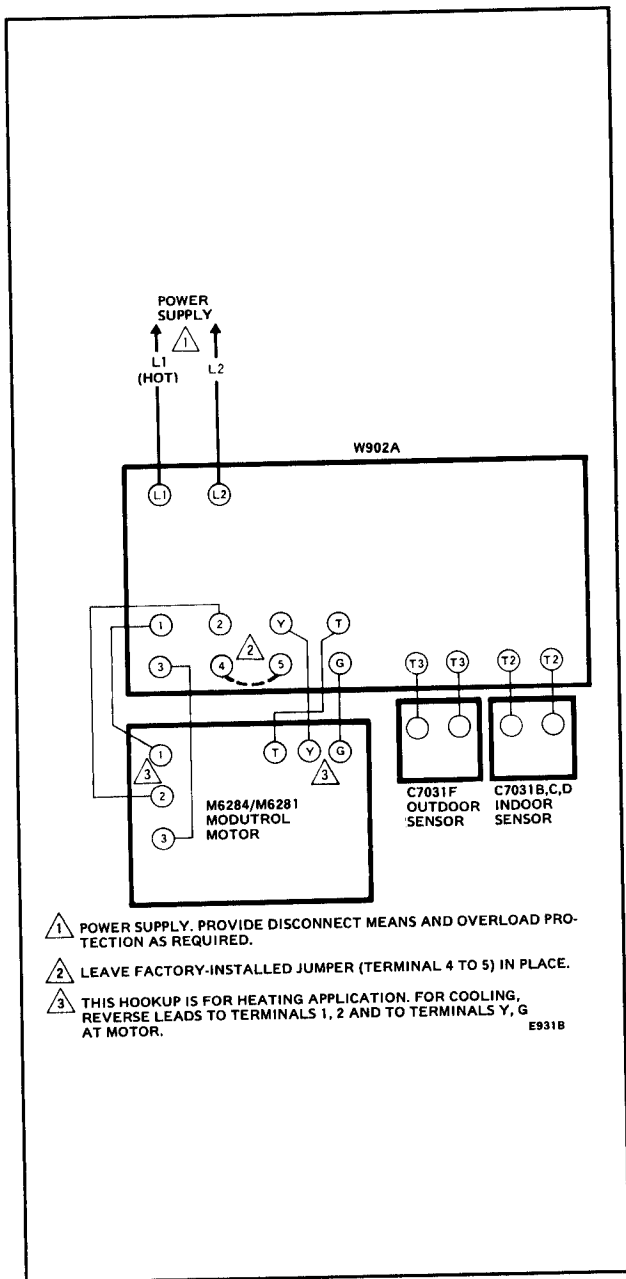 POWER
SUPPLY
1
L1
(HOT)
L2
W902A
L1 L2
1 2 Y T
2
3 4 5 G T3 T3 T2 T2
1 T Y G
3 3
2
3
M6284/M6281
MODUTROL
MOTOR
C7031F
OUTDOOR
SENSOR
C7031B,C,D
INDOOR
SENSOR
1 POWER SUPPLY. PROVIDE DISCONNECT MEANS AND OVERLOAD PRO-
TECTION AS REQUIRED.
2 LEAVE FACTORY-INSTALLED JUMPER (TERMINAL 4 TO 5) IN PLACE.
3 THIS HOOKUP IS FOR HEATING APPLICATION. FOR COOLING,
REVERSE LEADS TO TERMINALS 1, 2 AND TO TERMINALS Y, G
AT MOTOR.
E931B